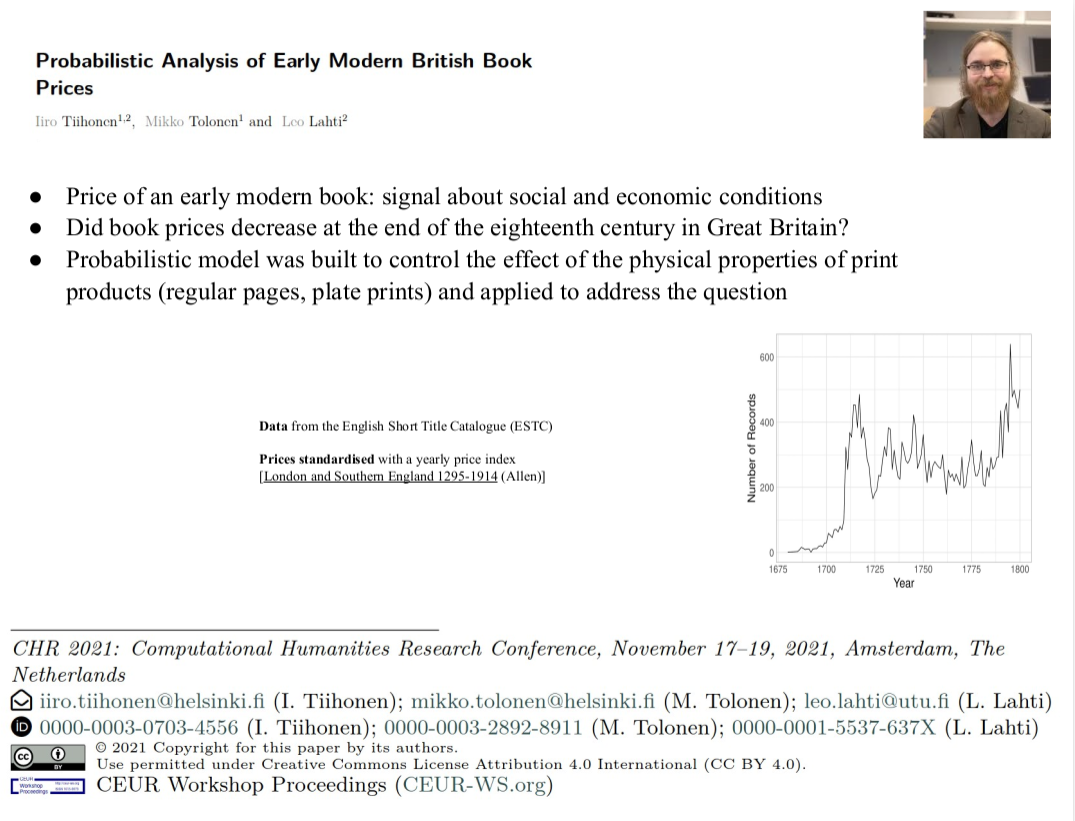 Probabilistic Analysis of Early Modern British Book
Prices
Iiro Tiihonen1,2, Mikko Tolonen1 and Leo Lahti2
● Price of an early modern book: signal about social and economic conditions
● Did book prices decrease at the end of the eighteenth century in Great Britain?
● Probabilistic model was built to control the effect of the physical properties of print
products (regular pages, plate prints) and applied to address the question
Data from the English Short Title Catalogue (ESTC)
Prices standardised with a yearly price index
[London and Southern England 1295-1914 (Allen)]
Number of Records
600
400
200
0
1675 1700 1725 1750 1775 1800
Year
CHR 2021: Computational Humanities Research Conference, November 17–19, 2021, Amsterdam, The
Netherlands
iiro.tiihonen@helsinki.fi (I. Tiihonen); mikko.tolonen@helsinki.fi (M. Tolonen); leo.lahti@utu.fi (L. Lahti)
iD 0000-0003-0703-4556 (I. Tiihonen); 0000-0003-2892-8911 (M. Tolonen); 0000-0001-5537-637X (L. Lahti)
© 2021 Copyright for this paper by its authors.
Use permitted under Creative Commons License Attribution 4.0 International (CC BY 4.0).
cc BY
CEUR
Workshop
Proceedings
CEUR Workshop Proceedings (CEUR-WS.org)